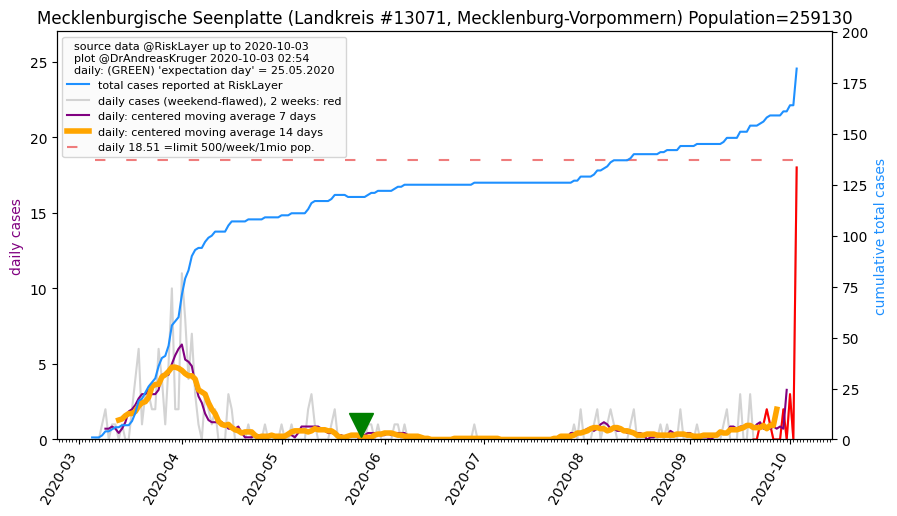 Mecklenburgische Seenplatte (Landkreis #13071, Mecklenburg-Vorpommern) Population=259130
source data @RiskLayer up to 2020-10-03
plot @DrAndreasKruger 2020-10-03 02:54
daily: (GREEN) 'expectation day' = 25.05.2020
total cases reported at RiskLayer
daily cases (weekend-flawed), 2 weeks: red
daily: centered moving average 7 days
daily: centered moving average 14 days
daily 18.51 =limit 500/week/1mio pop.
daily cases
25
20
15
10
5
0
cumulative total cases
200
175
150
125
100
75
50
25
0
2020-03
2020-04
2020-05
2020-06
2020-07
2020-08
2020-09
2020-10